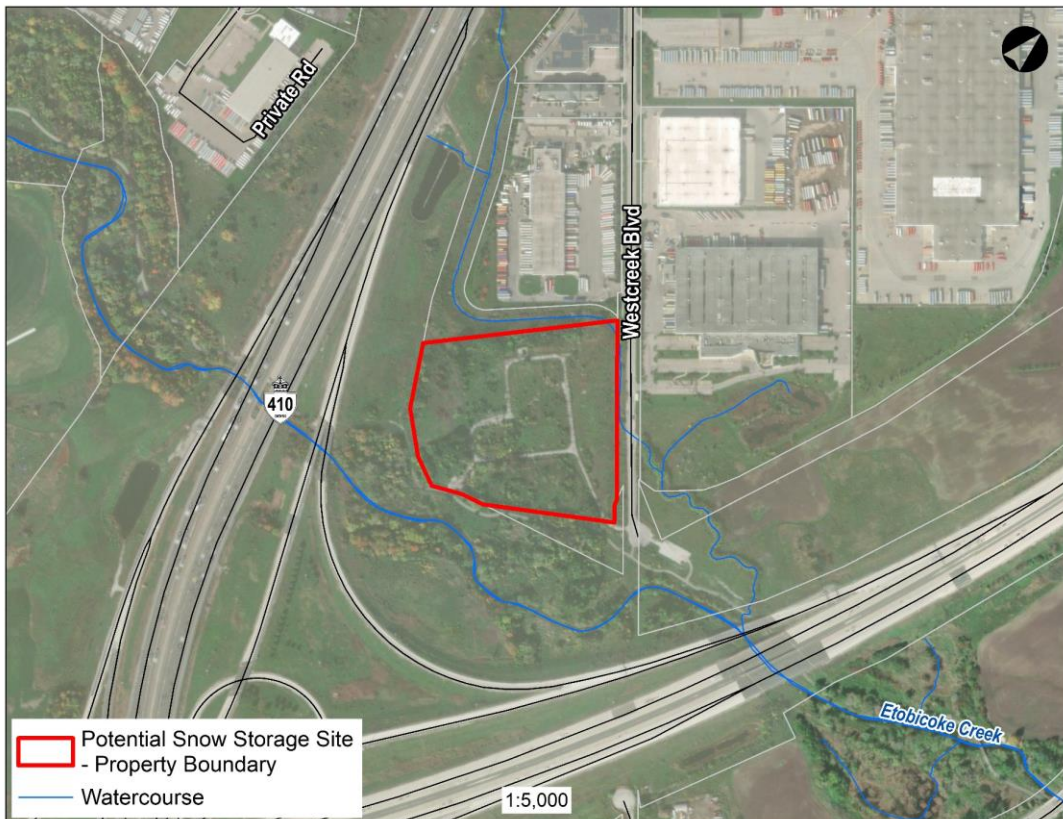 Private Rd
Westcreek Blvd
410
Etobicoke Creek
Potential Snow Storage Site
- Property Boundary
Watercourse
1:5,000